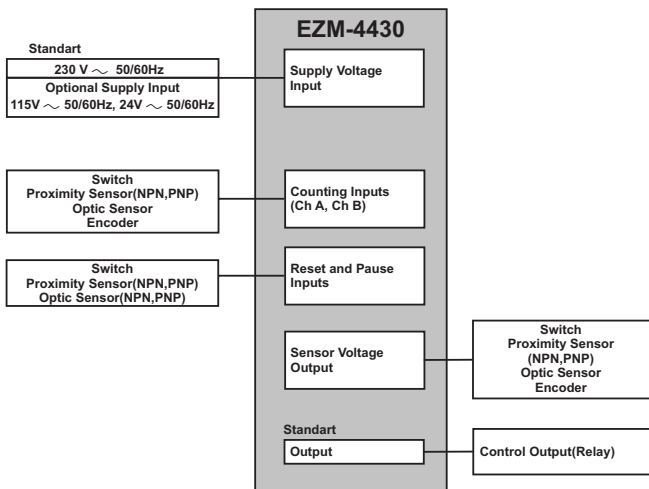 EZM-4430
Standart
230 V ~ 50/60Hz
Optional Supply Input
115V ~ 50/60Hz, 24V ~ 50/60Hz
Supply Voltage
Input
Switch
Proximity Sensor(NPN,PNP)
Optic Sensor
Encoder
Counting Inputs
(Ch A, Ch B)
Switch
Proximity Sensor(NPN,PNP)
Optic Sensor(NPN,PNP)
Reset and Pause
Inputs
Sensor Voltage
Output
Switch
Proximity Sensor
(NPN,PNP)
Optic Sensor
Encoder
Standart
Output
Control Output(Relay)